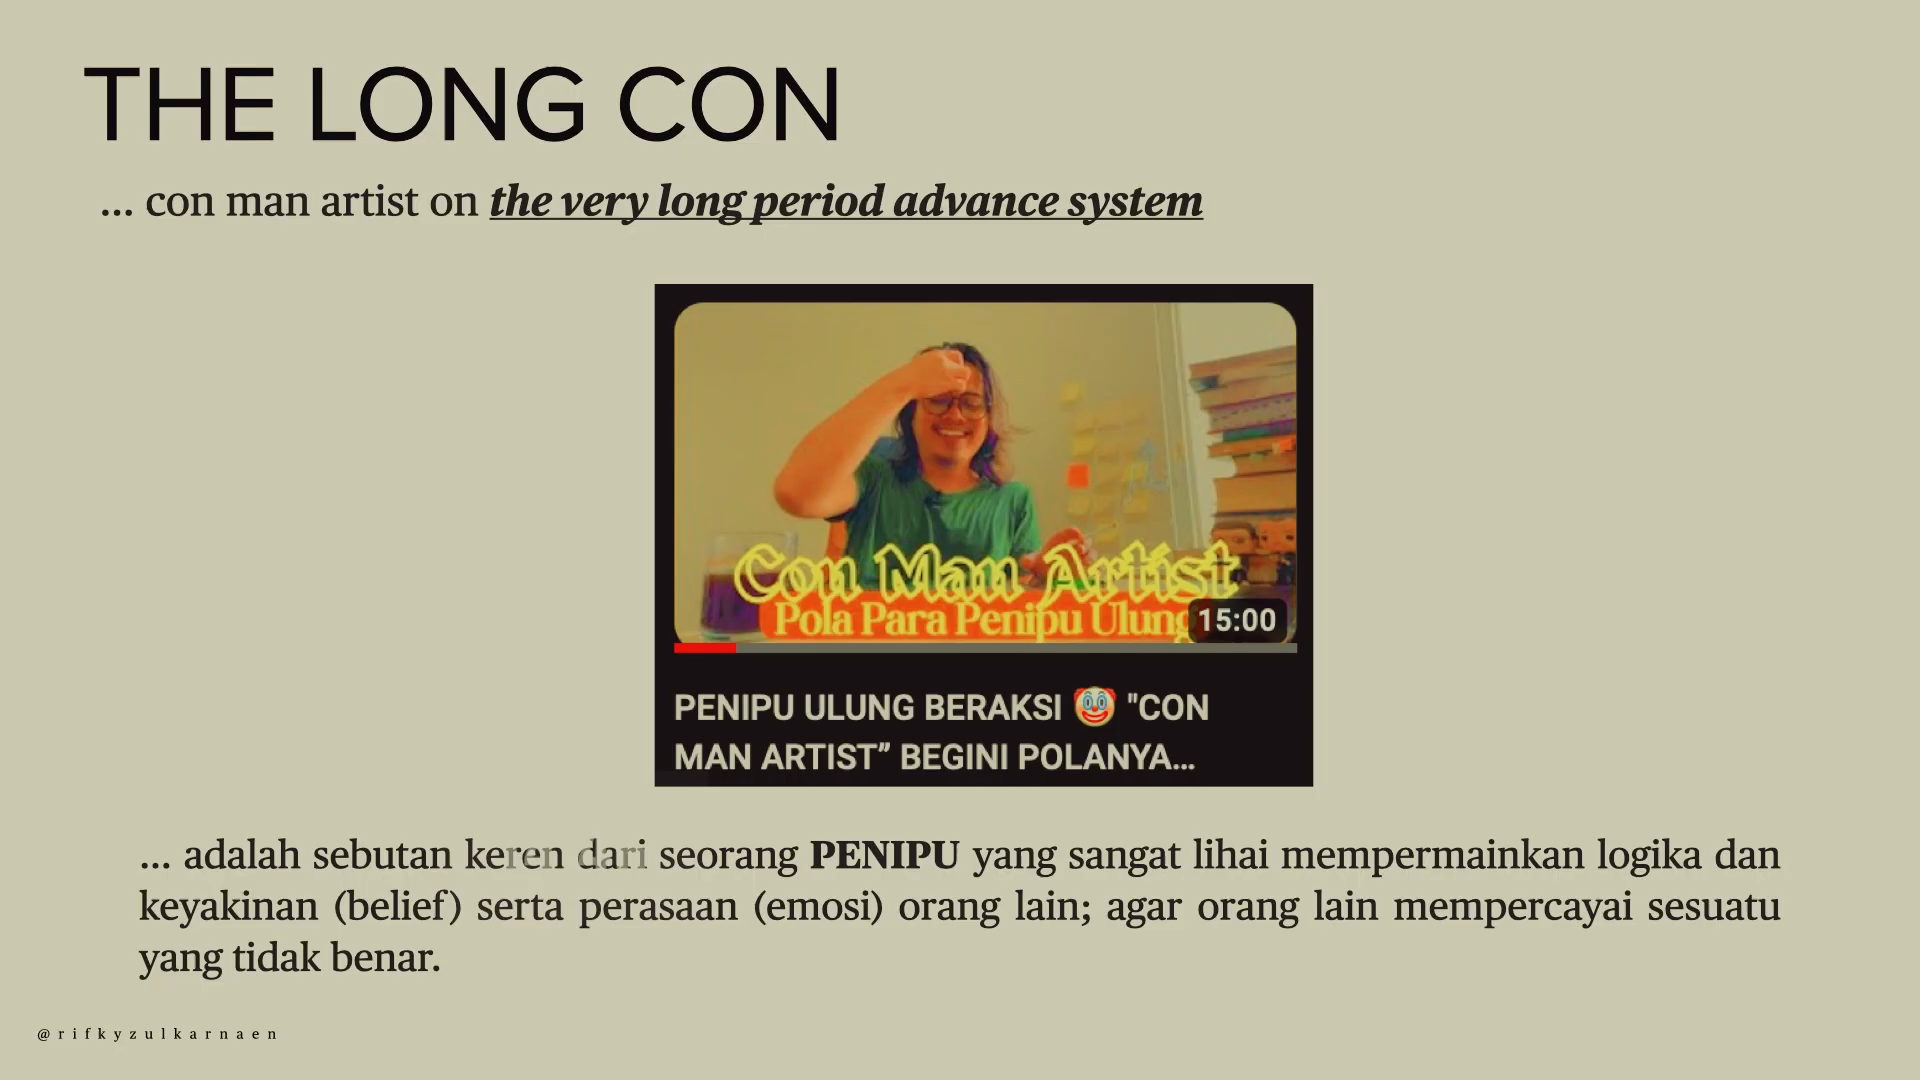 THE LONG CON
... con man artist on the very long period advance system
Con Man Artist
Pola Para Penipu Ulung
15:00
PENIPU ULUNG BERAKSI 🤡 "CON
MAN ARTIST” BEGINI POLANYA...
... adalah sebutan keren dari seorang PENIPU yang sangat lihai mempermainkan logika dan
keyakinan (belief) serta perasaan (emosi) orang lain; agar orang lain mempercayai sesuatu
yang tidak benar.
@rifkyzulkarnaen